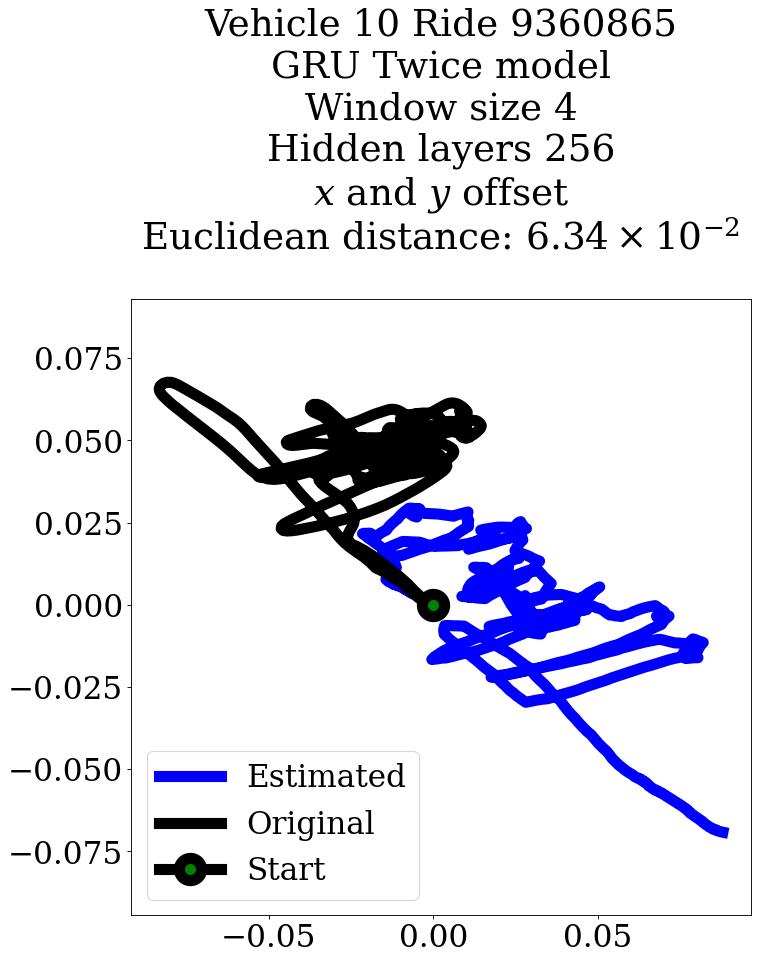 Vehicle 10 Ride 9360865
GRU Twice model
Window size 4
Hidden layers 256
x and y offset
Euclidean distance: 6.34 × 10⁻²
0.075
0.050
0.025
0.000
−0.025
−0.050
−0.075
Estimated
Original
Start
−0.05 0.00 0.05